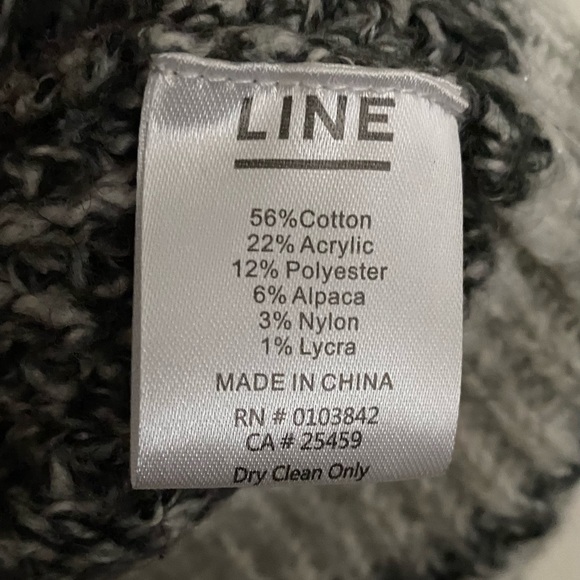 LINE
56%Cotton
22% Acrylic
12% Polyester
6% Alpaca
3% Nylon
1% Lycra
MADE IN CHINA
RN # 0103842
CA # 25459
Dry Clean Only